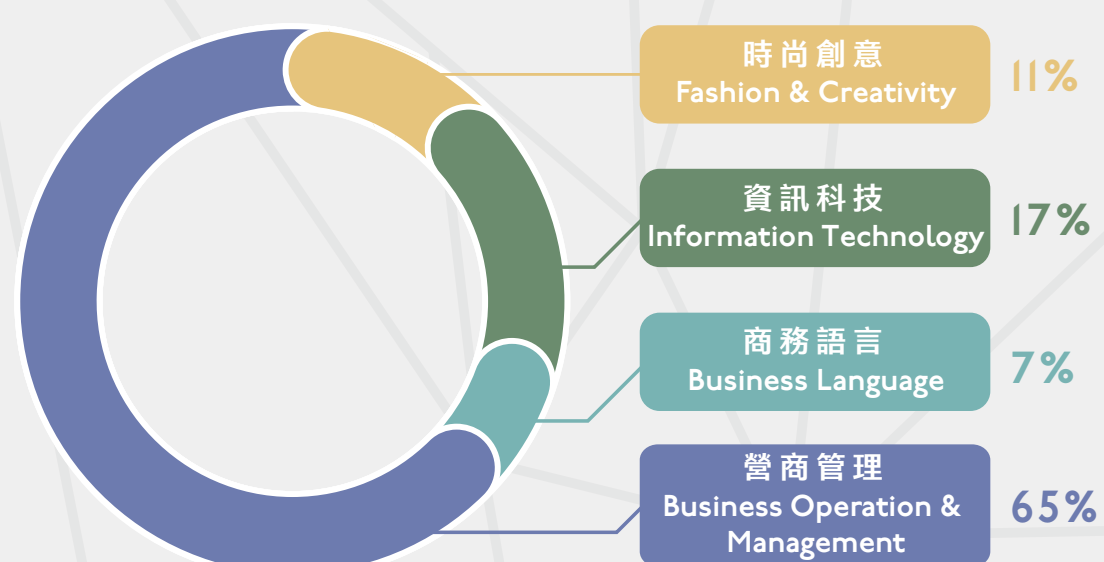 時尚創意
Fashion & Creativity
11%
資訊科技
Information Technology
17%
商務語言
Business Language
7%
營商管理
Business Operation &
Management
65%